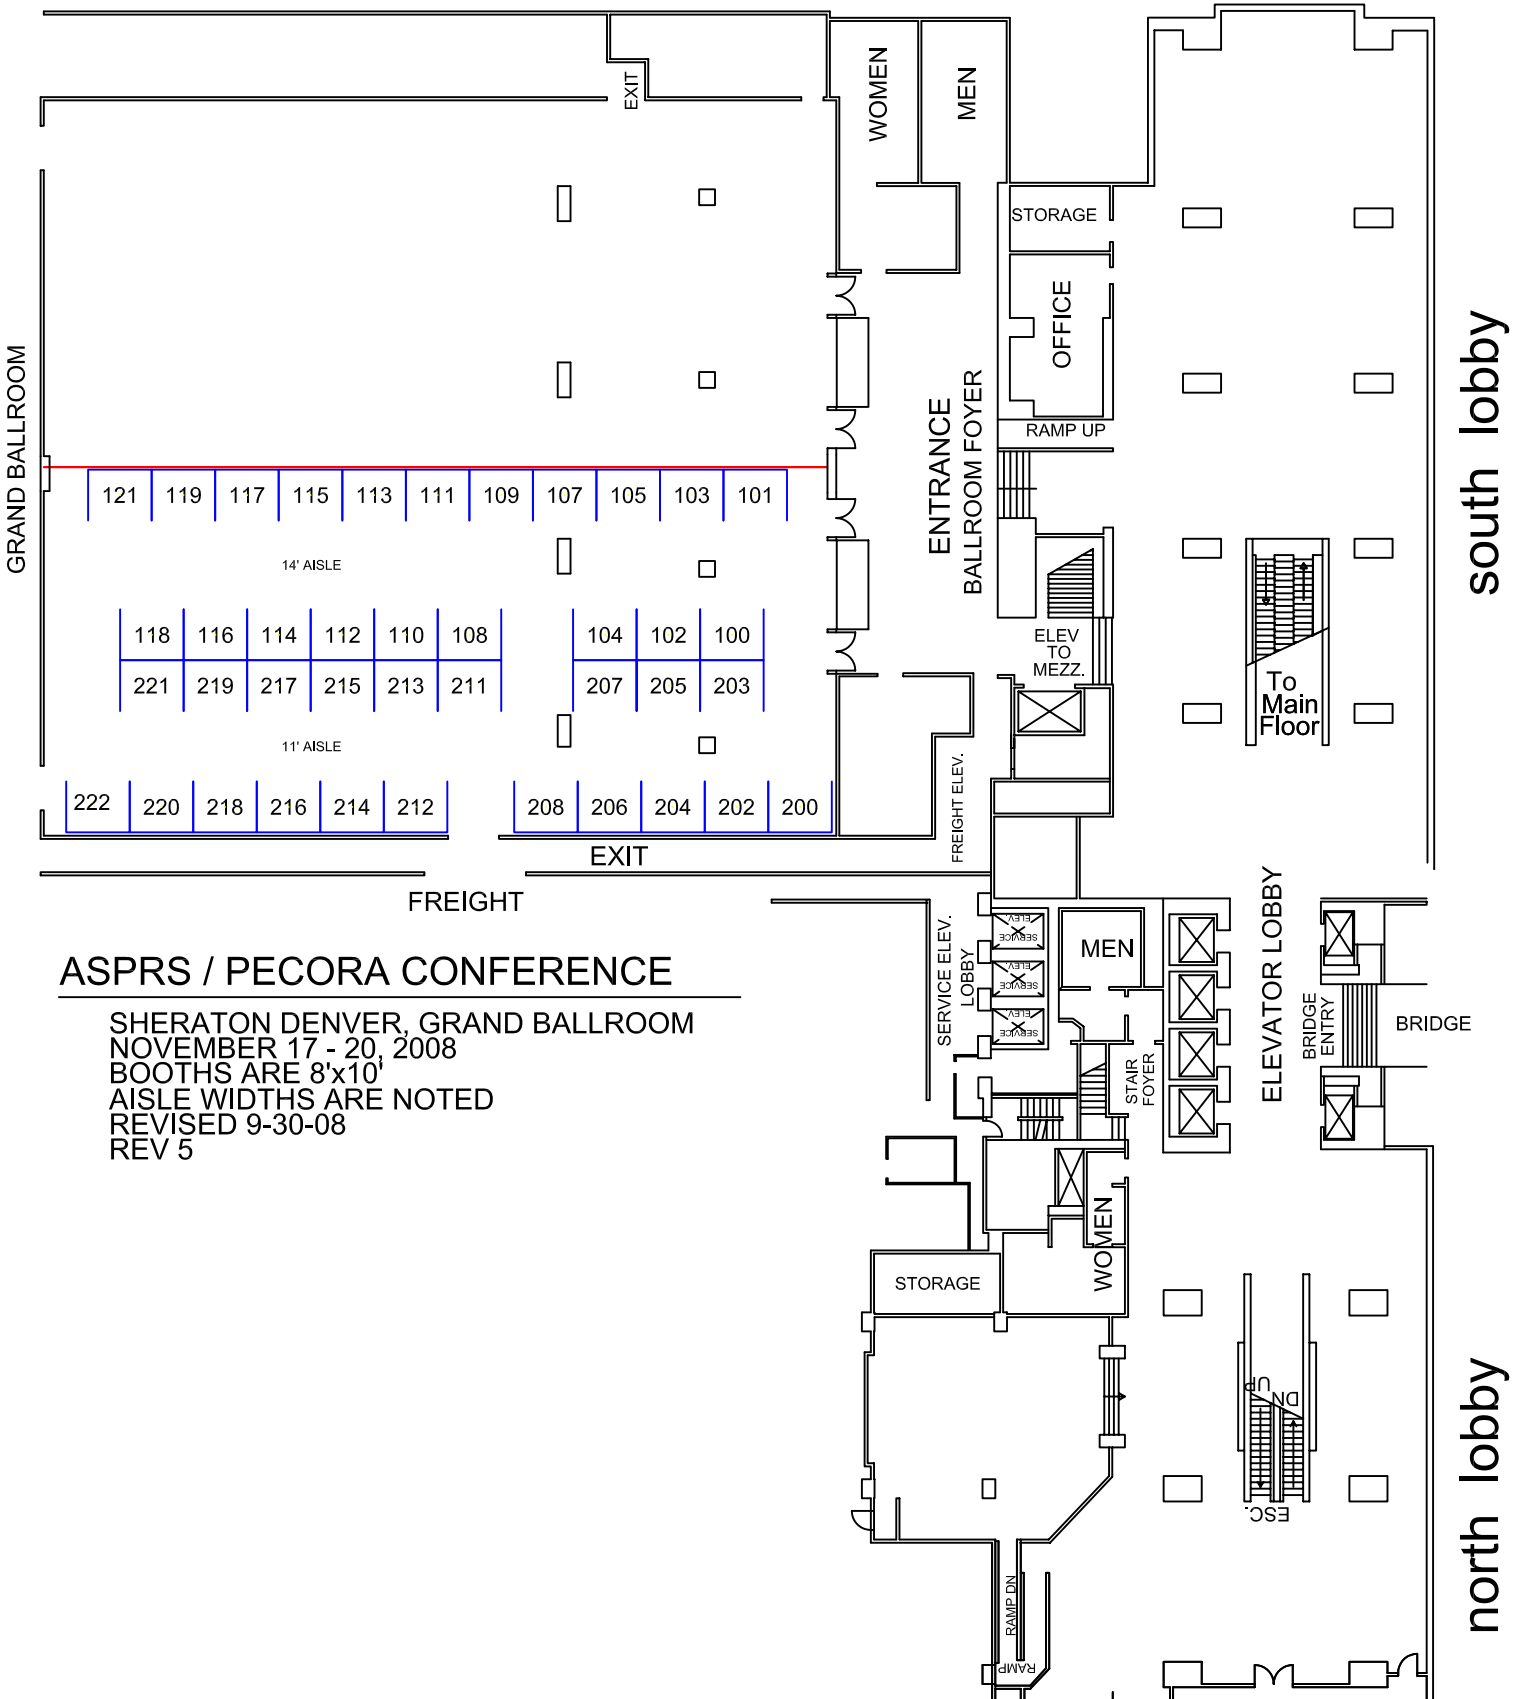 EXIT
WOMEN
MEN
STORAGE
OFFICE
RAMP UP
GRAND BALLROOM
ENTRANCE
BALLROOM FOYER
south lobby
121 119 117 115 113 111 109 107 105 103 101
14' AISLE
118 116 114 112 110 108 104 102 100
221 219 217 215 213 211 207 205 203
ELEV
TO
MEZZ.
To
Main
Floor
11' AISLE
222 220 218 216 214 212 208 206 204 202 200
FREIGHT ELEV.
EXIT
FREIGHT
ASPRS / PECORA CONFERENCE
SHERATON DENVER, GRAND BALLROOM
NOVEMBER 17 - 20, 2008
BOOTHS ARE 8'x10'
AISLE WIDTHS ARE NOTED
REVISED 9-30-08
REV 5
SERVICE ELEV.
LOBBY
SERVICE
ELEV.
SERVICE
ELEV.
SERVICE
ELEV.
MEN
STAIR
FOYER
ELEVATOR LOBBY
BRIDGE
ENTRY
BRIDGE
WOMEN
STORAGE
UP
DN
ESC.
north lobby
RAMP DN
RAMP